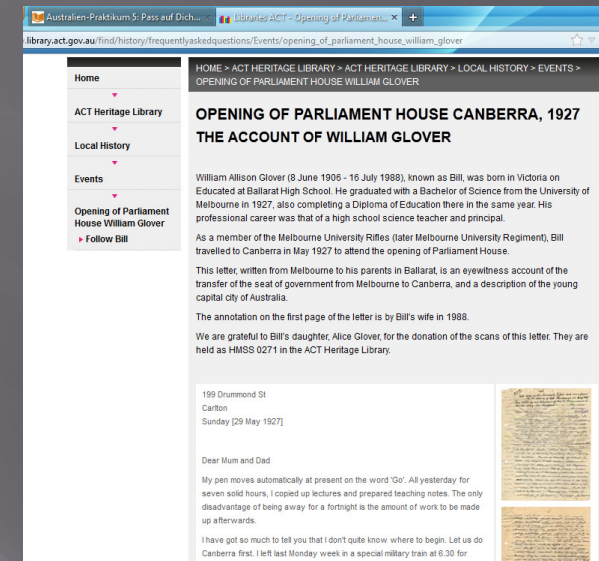 Australien-Praktikum 5: Pass auf Dich...
Libraries ACT - Opening of Parliamen...
.library.act.gov.au/find/history/frequentlyaskedquestions/Events/opening_of_parliament_house_william_glover
Home
ACT Heritage Library
Local History
Events
Opening of Parliament
House William Glover
Follow Bill
HOME > ACT HERITAGE LIBRARY > ACT HERITAGE LIBRARY > LOCAL HISTORY > EVENTS >
OPENING OF PARLIAMENT HOUSE WILLIAM GLOVER
OPENING OF PARLIAMENT HOUSE CANBERRA, 1927
THE ACCOUNT OF WILLIAM GLOVER
William Allison Glover (8 June 1906 - 16 July 1988), known as Bill, was born in Victoria on
Educated at Ballarat High School. He graduated with a Bachelor of Science from the University of
Melbourne in 1927, also completing a Diploma of Education there in the same year. His
professional career was that of a high school science teacher and principal.
As a member of the Melbourne University Rifles (later Melbourne University Regiment), Bill
travelled to Canberra in May 1927 to attend the opening of Parliament House.
This letter, written from Melbourne to his parents in Ballarat, is an eyewitness account of the
transfer of the seat of government from Melbourne to Canberra, and a description of the young
capital city of Australia.
The annotation on the first page of the letter is by Bill's wife in 1988.
We are grateful to Bill's daughter, Alice Glover, for the donation of the scans of this letter. They are
held as HMSS 0271 in the ACT Heritage Library.
199 Drummond St
Carlton
Sunday [29 May 1927]
Dear Mum and Dad
My pen moves automatically at present on the word 'Go'. All yesterday for
seven solid hours, I copied up lectures and prepared teaching notes. The only
disadvantage of being away for a fortnight is the amount of work to be made
up afterwards.
I have got so much to tell you that I don't quite know where to begin. Let us do
Canberra first. I left last Monday week in a special military train at 6.30 for